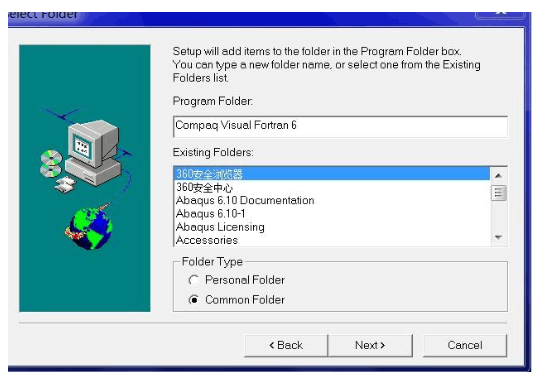 Select Folder
Setup will add items to the folder in the Program Folder box.
You can type a new folder name, or select one from the Existing
Folders list.
Program Folder:
Compaq Visual Fortran 6
Existing Folders:
360安全浏览器
360安全中心
Abaqus 6.10 Documentation
Abaqus 6.10-1
Abaqus Licensing
Accessories
Folder Type
Personal Folder
Common Folder
< Back
Next >
Cancel